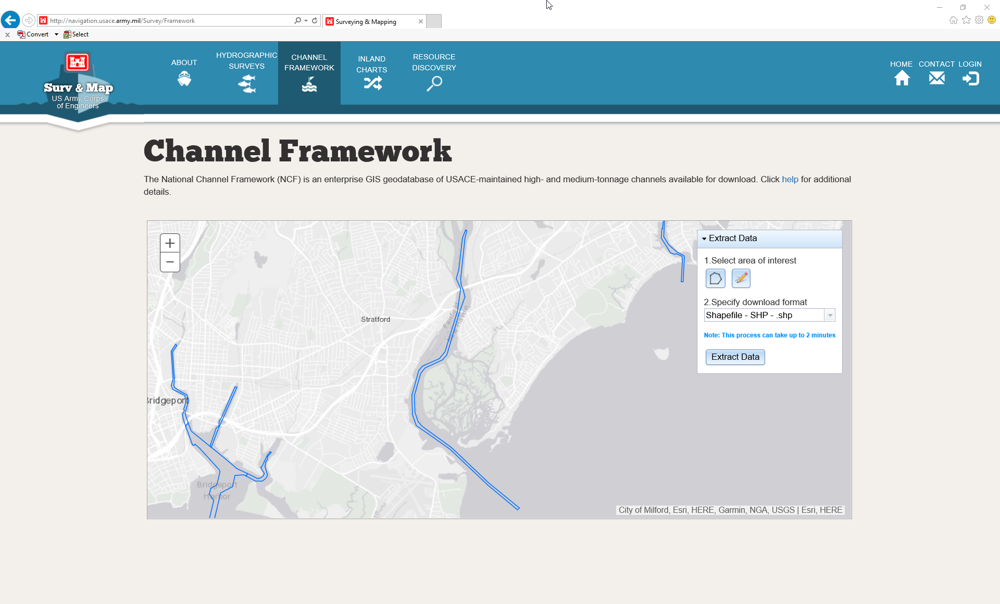 http://navigation.usace.army.mil/Survey/Framework
Surveying & Mapping
x Convert Select
Surv & Map
US Army Corps
of Engineers
ABOUT
HYDROGRAPHIC
SURVEYS
CHANNEL
FRAMEWORK
INLAND
CHARTS
RESOURCE
DISCOVERY
HOME CONTACT LOGIN
Channel Framework
The National Channel Framework (NCF) is an enterprise GIS geodatabase of USACE-maintained high- and medium-tonnage channels available for download. Click help for additional
details.
+
−
Extract Data
1.Select area of interest
2.Specify download format
Shapefile - SHP - .shp
Note: This process can take up to 2 minutes
Extract Data
Stratford
Fairfield
New Haven
Bridgeport
Bridgeport
Harbor
City of Milford, Esri, HERE, Garmin, NGA, USGS | Esri, HERE